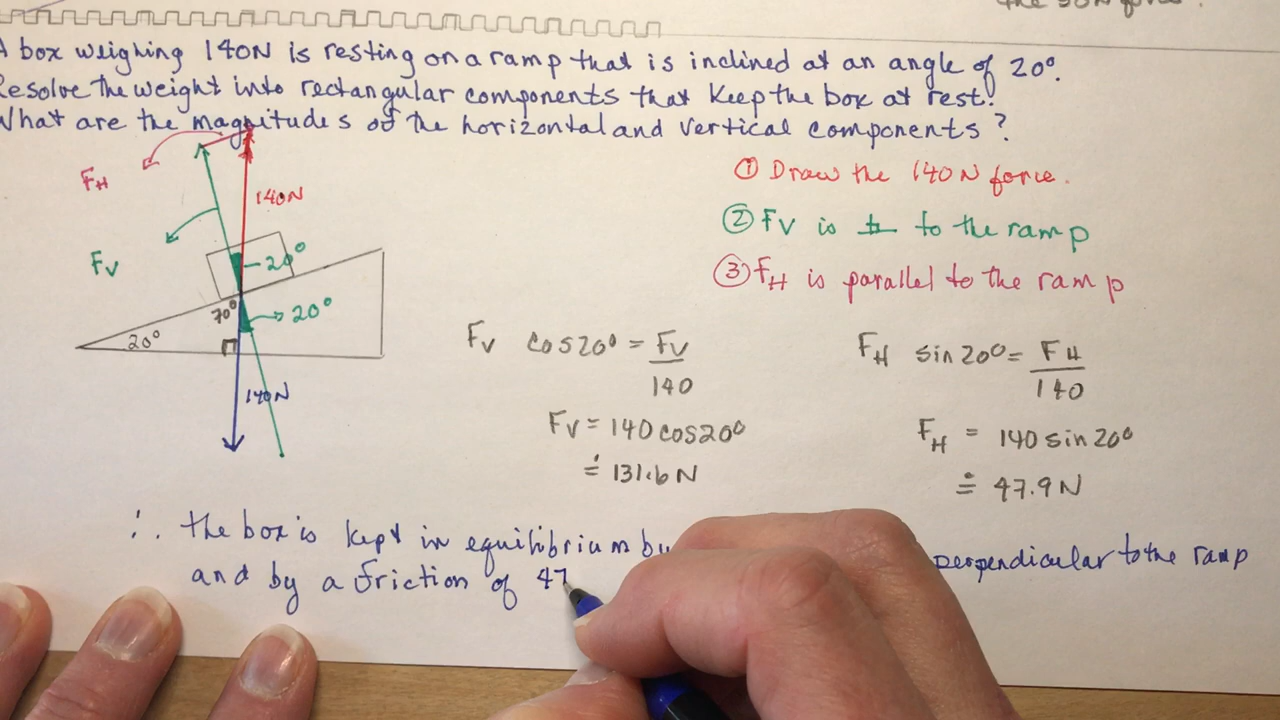 the 50N force.
A box weighing 140N is resting on a ramp that is inclined at an angle of 20°.
Resolve the weight into rectangular components that keep the box at rest.
What are the magnitudes of the horizontal and vertical components?
FH
140N
FV
20°
70°
20°
20°
140N
① Draw the 140N force.
② FV is ⊥ to the ramp
③ FH is parallel to the ramp
FV cos20° = FV/140
FV = 140cos20°
≐ 131.6N
FH sin20° = FH/140
FH = 140 sin20°
≐ 47.9N
∴ the box is kept in equilibrium by perpendicular to the ramp
and by a friction of 47